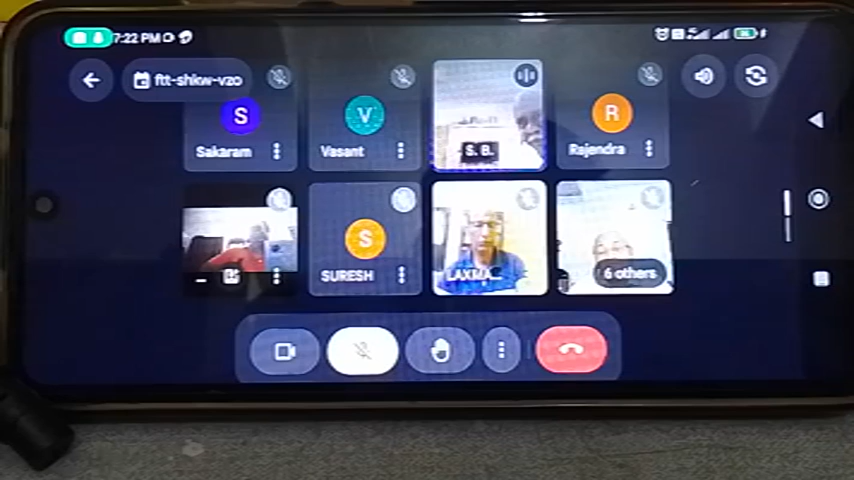 7:22 PM
ftt-shkw-vzo
S
Sakaram
V
Vasant
S. B.
R
Rajendra
S
SURESH
LAXMA...
6 others